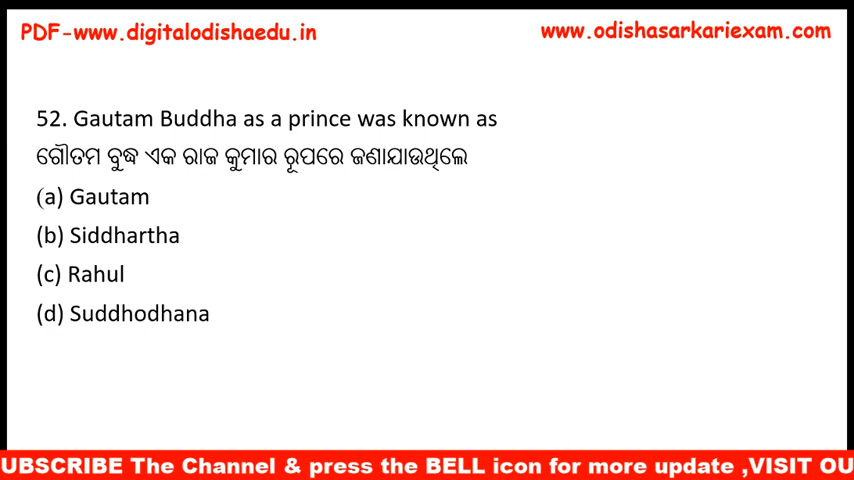 PDF-www.digitalodishaedu.in
www.odishasarkariexam.com
52. Gautam Buddha as a prince was known as
ଗୌତମ ବୁଦ୍ଧ ଏକ ରାଜ କୁମାର ରୂପରେ ଜଣାଯାଉଥିଲେ
(a) Gautam
(b) Siddhartha
(c) Rahul
(d) Suddhodhana
UBSCRIBE The Channel & press the BELL icon for more update ,VISIT OU